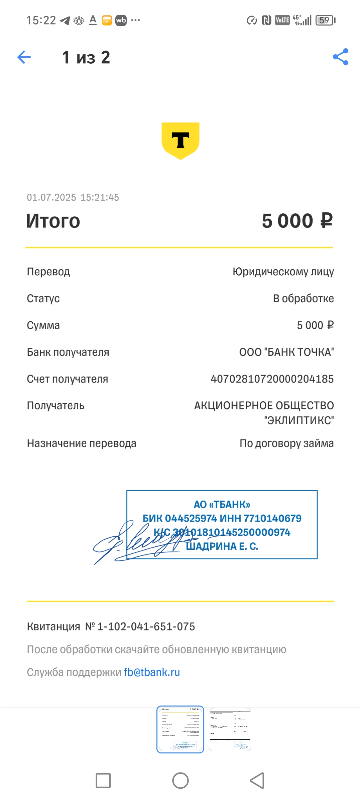 15:22
59
1 из 2
01.07.2025 15:21:45
Итого 5 000 ₽
Перевод Юридическому лицу
Статус В обработке
Сумма 5 000 ₽
Банк получателя ООО "БАНК ТОЧКА"
Счет получателя 40702810720000204185
Получатель АКЦИОНЕРНОЕ ОБЩЕСТВО
"ЭКЛИПТИКС"
Назначение перевода По договору займа
АО «ТБАНК»
БИК 044525974 ИНН 7710140679
К/С 30101810145250000974
ШАДРИНА Е. С.
Квитанция № 1-102-041-651-075
После обработки скачайте обновленную квитанцию
Служба поддержки fb@tbank.ru